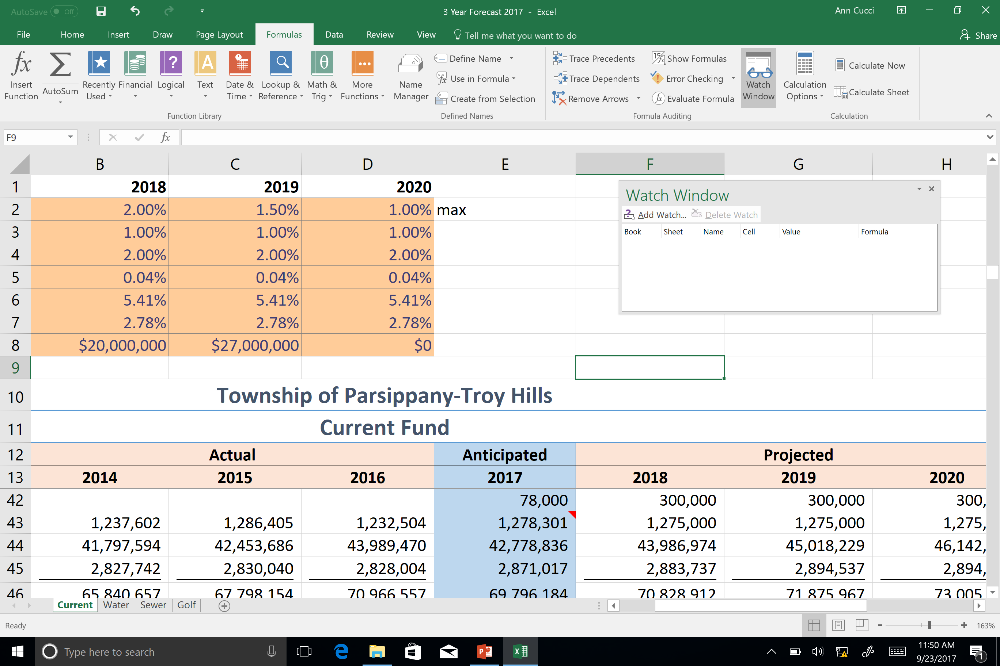 AutoSave Off
3 Year Forecast 2017 - Excel
Ann Cucci
File Home Insert Draw Page Layout Formulas Data Review View Tell me what you want to do Share
Insert Function
AutoSum
Recently Used
Financial
Logical
Text
Date & Time
Lookup & Reference
Math & Trig
More Functions
Function Library
Name Manager
Define Name
Use in Formula
Create from Selection
Defined Names
Trace Precedents
Trace Dependents
Remove Arrows
Show Formulas
Error Checking
Evaluate Formula
Formula Auditing
Watch Window
Calculation Options
Calculate Now
Calculate Sheet
Calculation
F9 fx
B C D E F G H
1 2018 2019 2020
2 2.00% 1.50% 1.00% max
3 1.00% 1.00% 1.00%
4 2.00% 2.00% 2.00%
5 0.04% 0.04% 0.04%
6 5.41% 5.41% 5.41%
7 2.78% 2.78% 2.78%
8 $20,000,000 $27,000,000 $0
9
Watch Window
Add Watch... Delete Watch
Book Sheet Name Cell Value Formula
10 Township of Parsippany-Troy Hills
11 Current Fund
12 Actual Anticipated Projected
13 2014 2015 2016 2017 2018 2019 2020
42 78,000 300,000 300,000 300,
43 1,237,602 1,286,405 1,232,504 1,278,301 1,275,000 1,275,000 1,275,
44 41,797,594 42,453,686 43,989,470 42,778,836 43,986,974 45,018,229 46,142,
45 2,827,742 2,830,040 2,828,004 2,871,017 2,883,737 2,894,537 2,894,
46 65,840,657 67,798,154 70,966,557 69,796,184 70,828,912 71,875,967 73,005,
Current Water Sewer Golf
Ready
163%
Type here to search
11:50 AM
9/23/2017
1